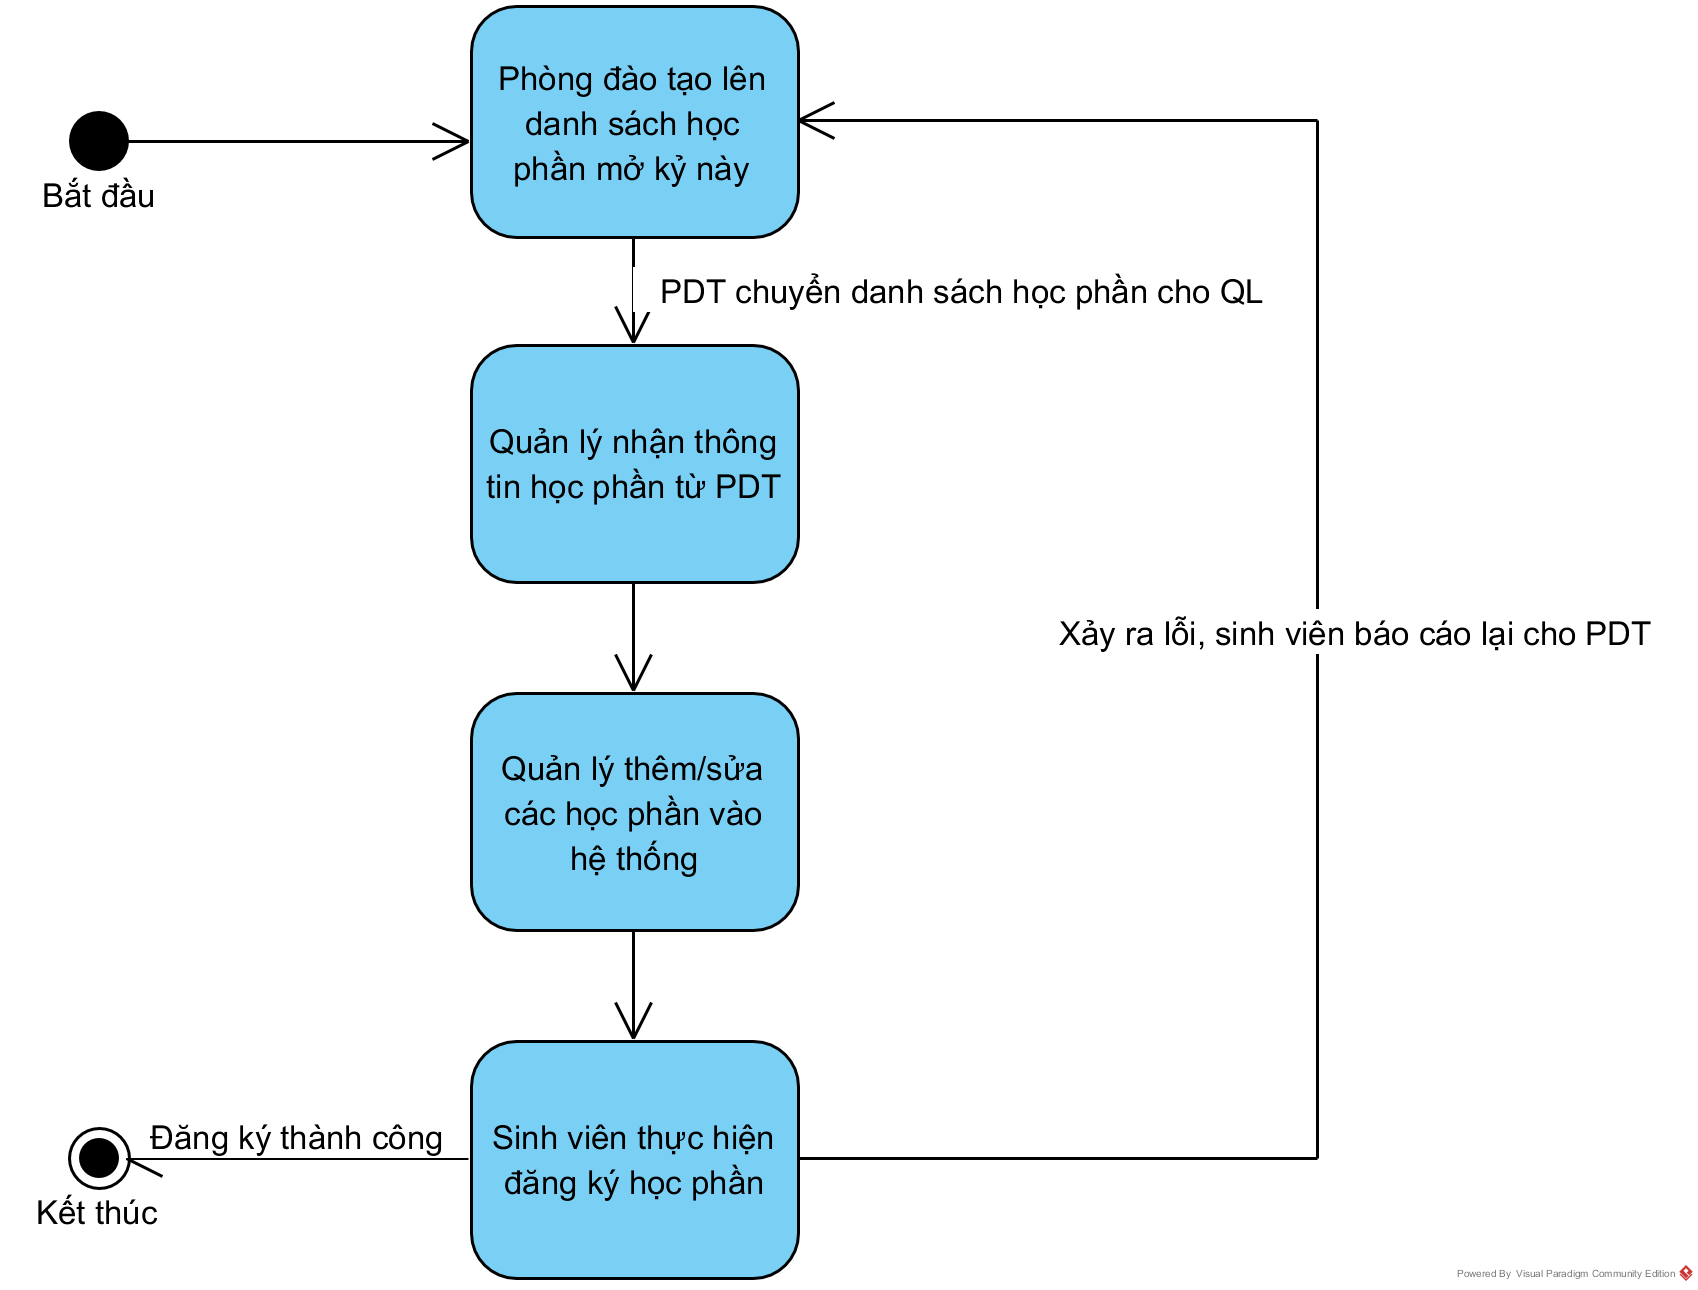 Phòng đào tạo lên
danh sách học
phần mở kỷ này
Bắt đầu
PDT chuyển danh sách học phần cho QL
Quản lý nhận thông
tin học phần từ PDT
Xảy ra lỗi, sinh viên báo cáo lại cho PDT
Quản lý thêm/sửa
các học phần vào
hệ thống
Đăng ký thành công
Sinh viên thực hiện
đăng ký học phần
Kết thúc
Powered By Visual Paradigm Community Edition